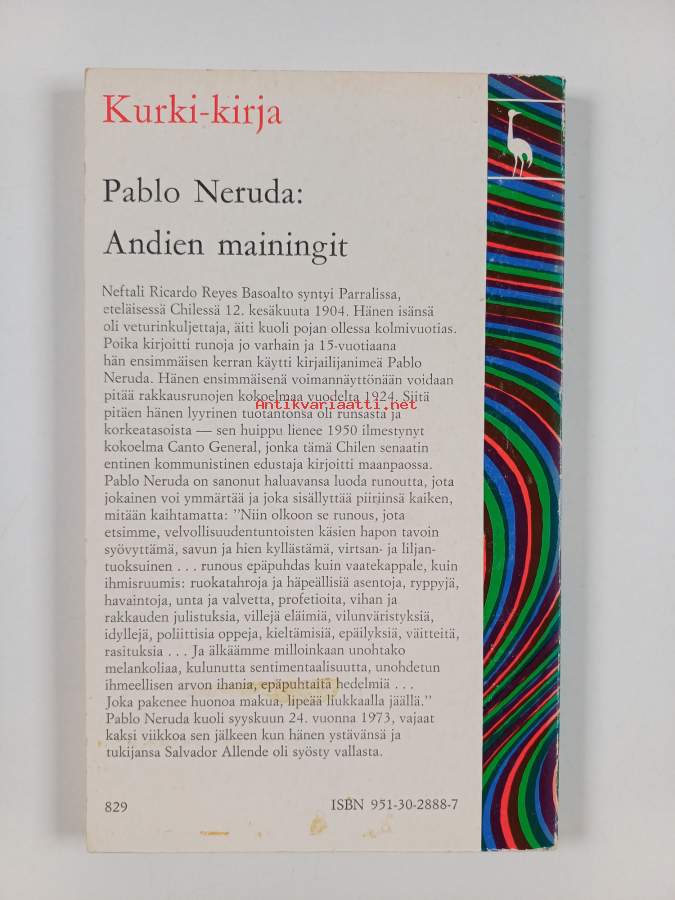 Kurki-kirja
Pablo Neruda:
Andien mainingit
Neftali Ricardo Reyes Basoalto syntyi Parralissa,
eteläisessä Chilessä 12. kesäkuuta 1904. Hänen isänsä
oli veturinkuljettaja, äiti kuoli pojan ollessa kolmivuotias.
Poika kirjoitti runoja jo varhain ja 15-vuotiaana
hän ensimmäisen kerran käytti kirjailijanimeä Pablo
Neruda. Hänen ensimmäisenä voimannäyttönään voidaan
pitää rakkausrunojen kokoelmaa vuodelta 1924. Siitä
Antikvariaatti.net
pitäen hänen lyyrinen tuotantonsa oli runsasta ja
korkeatasoista — sen huippu lienee 1950 ilmestynyt
kokoelma Canto General, jonka tämä Chilen senaatin
entinen kommunistinen edustaja kirjoitti maanpaossa.
Pablo Neruda on sanonut haluavansa luoda runoutta, jota
jokainen voi ymmärtää ja joka sisällyttää piirjinsä kaiken,
mitään kaihtamatta: ”Niin olkoon se runous, jota
etsimme, velvollisuudentuntoisten käsien hapon tavoin
syövyttämä, savun ja hien kyllästämä, virtsan- ja liljan-
tuoksuinen . . . runous epäpuhdas kuin vaatekappale, kuin
ihmisruumis: ruokatahroja ja häpeällisiä asentoja, ryppyjä,
havaintoja, unta ja valvetta, profetioita, vihan ja
rakkauden julistuksia, villejä eläimiä, vilunväristyksiä,
idyllejä, poliittisia oppeja, kieltämisiä, epäilyksiä, väitteitä,
rasituksia . . . Ja älkäämme milloinkaan unohtako
melankoliaa, kulunutta sentimentaalisuutta, unohdetun
ihmeellisen arvon ihania, epäpuhtaita hedelmiä . . .
Joka pakenee huonoa makua, lipeää liukkaalla jäällä.”
Pablo Neruda kuoli syyskuun 24. vuonna 1973, vajaat
kaksi viikkoa sen jälkeen kun hänen ystävänsä ja
tukijansa Salvador Allende oli syösty vallasta.
829
ISBN 951-30-2888-7